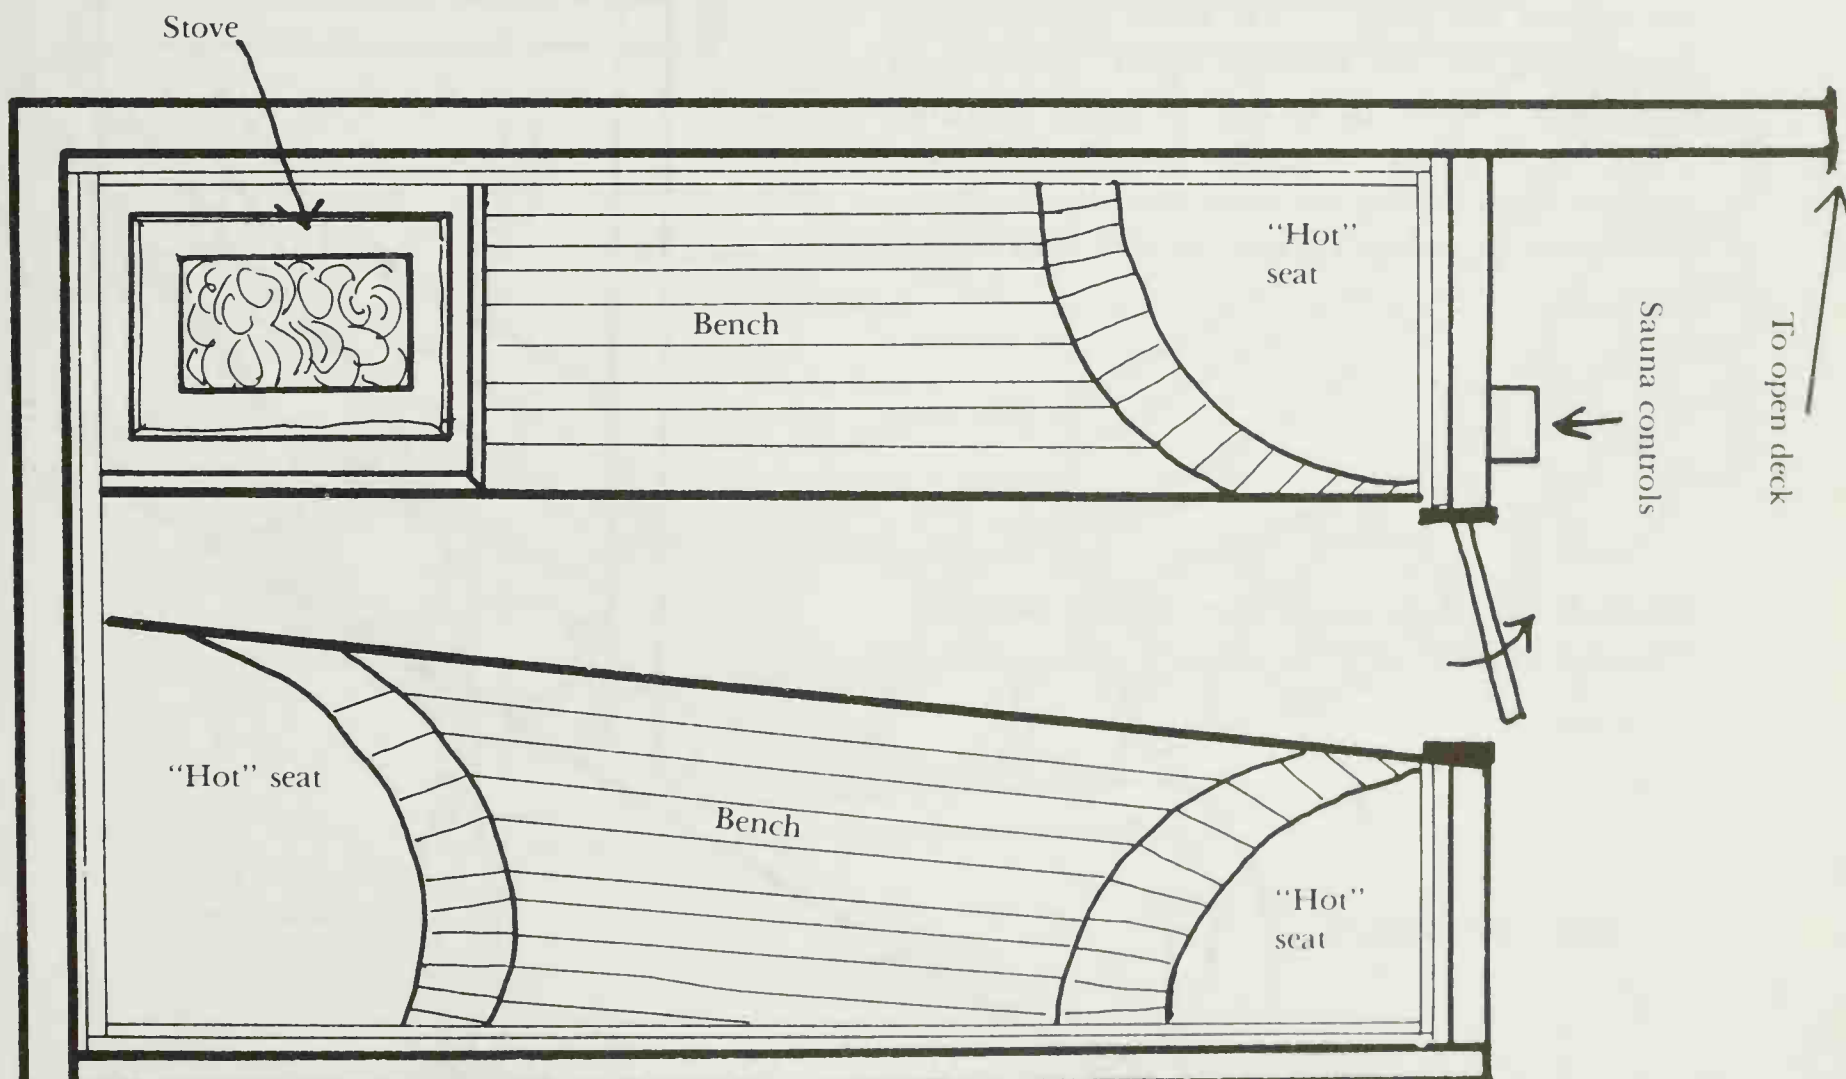 Stove
“Hot”
seat
Bench
Sauna controls
To open deck
“Hot” seat
Bench
“Hot”
seat